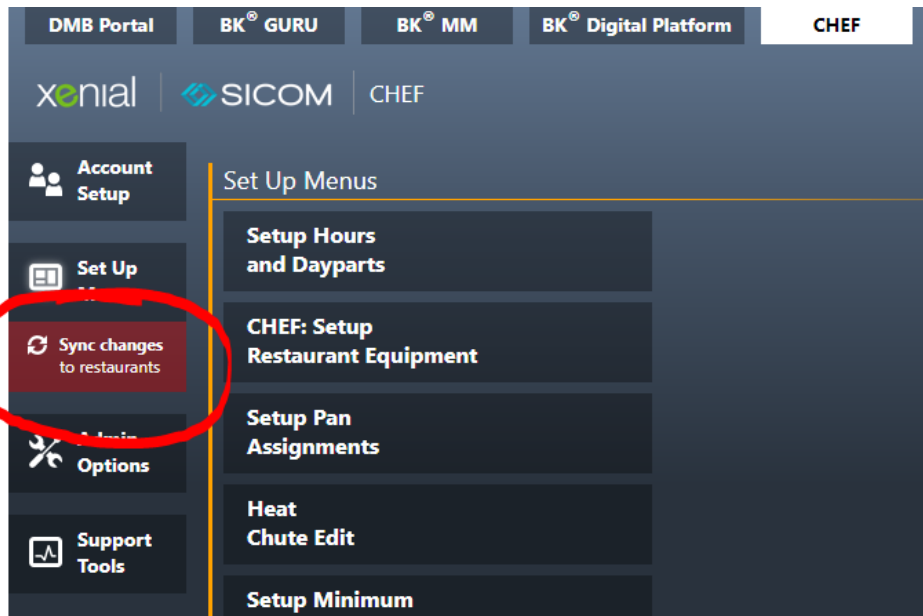 DMB Portal
BK® GURU
BK® MM
BK® Digital Platform
CHEF
xenial
SICOM
CHEF
Account
Setup
Set Up
Sync changes
to restaurants
Admin
Options
Support
Tools
Set Up Menus
Setup Hours
and Dayparts
CHEF: Setup
Restaurant Equipment
Setup Pan
Assignments
Heat
Chute Edit
Setup Minimum